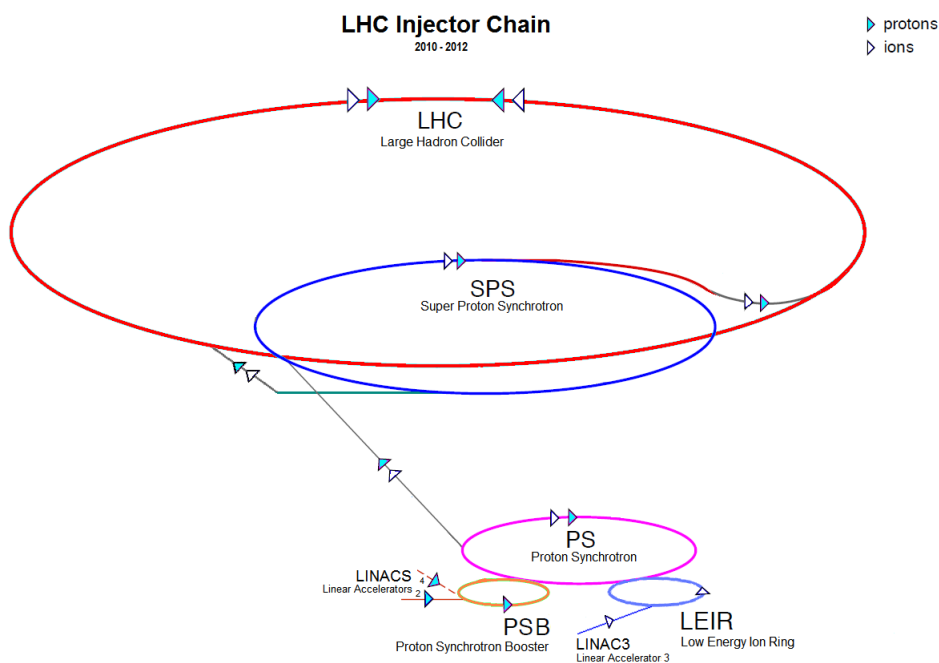 LHC Injector Chain
2010 - 2012
protons
ions
LHC
Large Hadron Collider
SPS
Super Proton Synchrotron
PS
Proton Synchrotron
LINACS
Linear Accelerators
4
2
PSB
Proton Synchrotron Booster
LINAC3
Linear Accelerator 3
LEIR
Low Energy Ion Ring